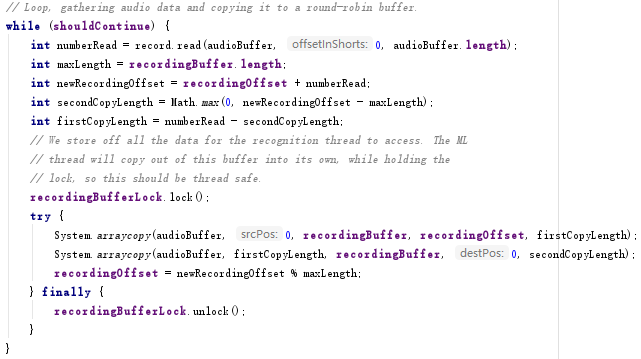 // Loop, gathering audio data and copying it to a round-robin buffer.
while (shouldContinue) {
int numberRead = record.read(audioBuffer, offsetInShorts: 0, audioBuffer.length);
int maxLength = recordingBuffer.length;
int newRecordingOffset = recordingOffset + numberRead;
int secondCopyLength = Math.max(0, newRecordingOffset - maxLength);
int firstCopyLength = numberRead - secondCopyLength;
// We store off all the data for the recognition thread to access. The ML
// thread will copy out of this buffer into its own, while holding the
// lock, so this should be thread safe.
recordingBufferLock.lock();
try {
System.arraycopy(audioBuffer, srcPos: 0, recordingBuffer, recordingOffset, firstCopyLength);
System.arraycopy(audioBuffer, firstCopyLength, recordingBuffer, destPos: 0, secondCopyLength);
recordingOffset = newRecordingOffset % maxLength;
} finally {
recordingBufferLock.unlock();
}
}